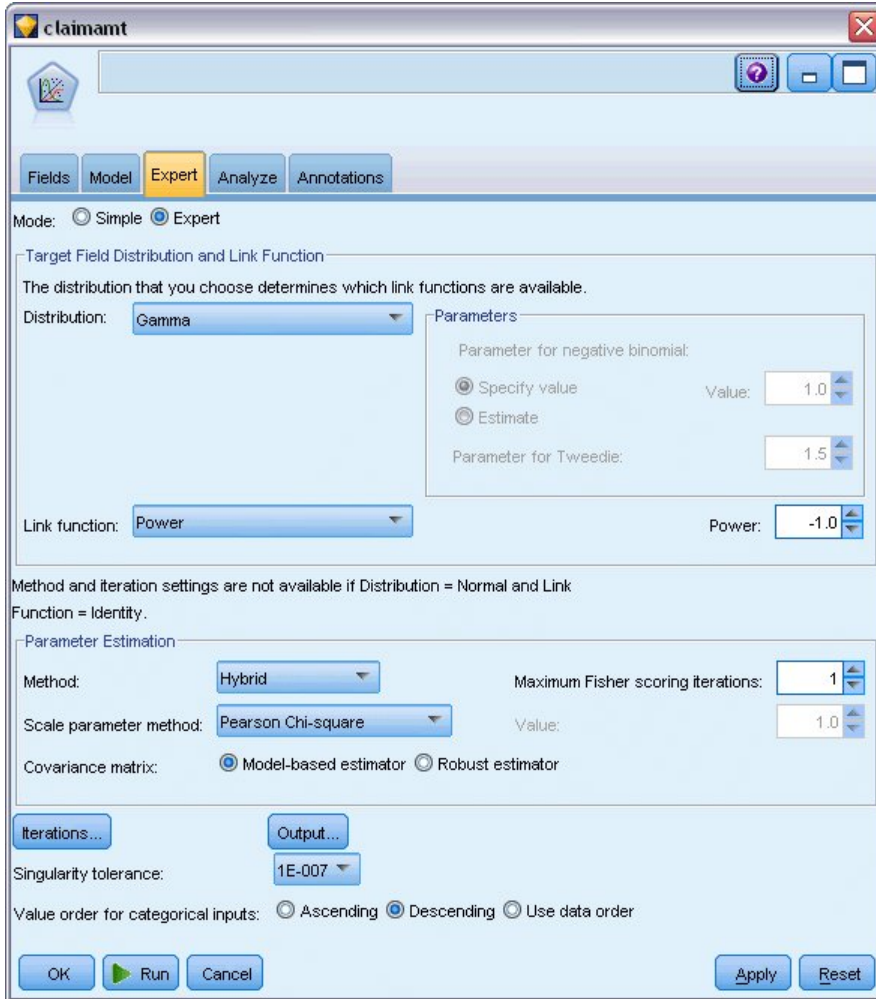 claimamt
Fields Model Expert Analyze Annotations
Mode: Simple Expert
Target Field Distribution and Link Function
The distribution that you choose determines which link functions are available.
Distribution: Gamma
Parameters
Parameter for negative binomial:
Specify value Value: 1.0
Estimate
Parameter for Tweedie: 1.5
Link function: Power Power: -1.0
Method and iteration settings are not available if Distribution = Normal and Link
Function = Identity.
Parameter Estimation
Method: Hybrid Maximum Fisher scoring iterations: 1
Scale parameter method: Pearson Chi-square Value: 1.0
Covariance matrix: Model-based estimator Robust estimator
Iterations... Output...
Singularity tolerance: 1E-007
Value order for categorical inputs: Ascending Descending Use data order
OK Run Cancel Apply Reset